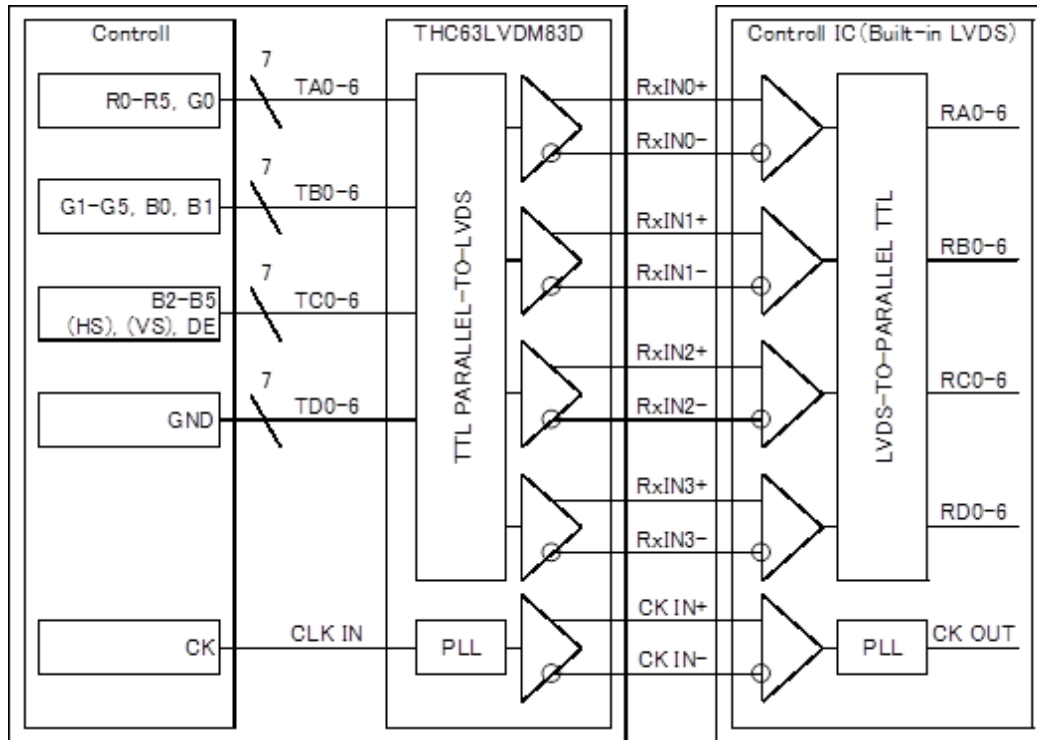 Controll
THC63LVDM83D
Controll IC(Built-in LVDS)
R0-R5, G0
7
TA0-6
RxIN0+
RxIN0-
RA0-6
G1-G5, B0, B1
7
TB0-6
RxIN1+
RxIN1-
RB0-6
B2-B5
(HS), (VS), DE
7
TC0-6
RxIN2+
RxIN2-
RC0-6
GND
7
TD0-6
RxIN3+
RxIN3-
RD0-6
TTL PARALLEL-TO-LVDS
LVDS-TO-PARALLEL TTL
CK
CLK IN
PLL
CK IN+
CK IN-
PLL
CK OUT